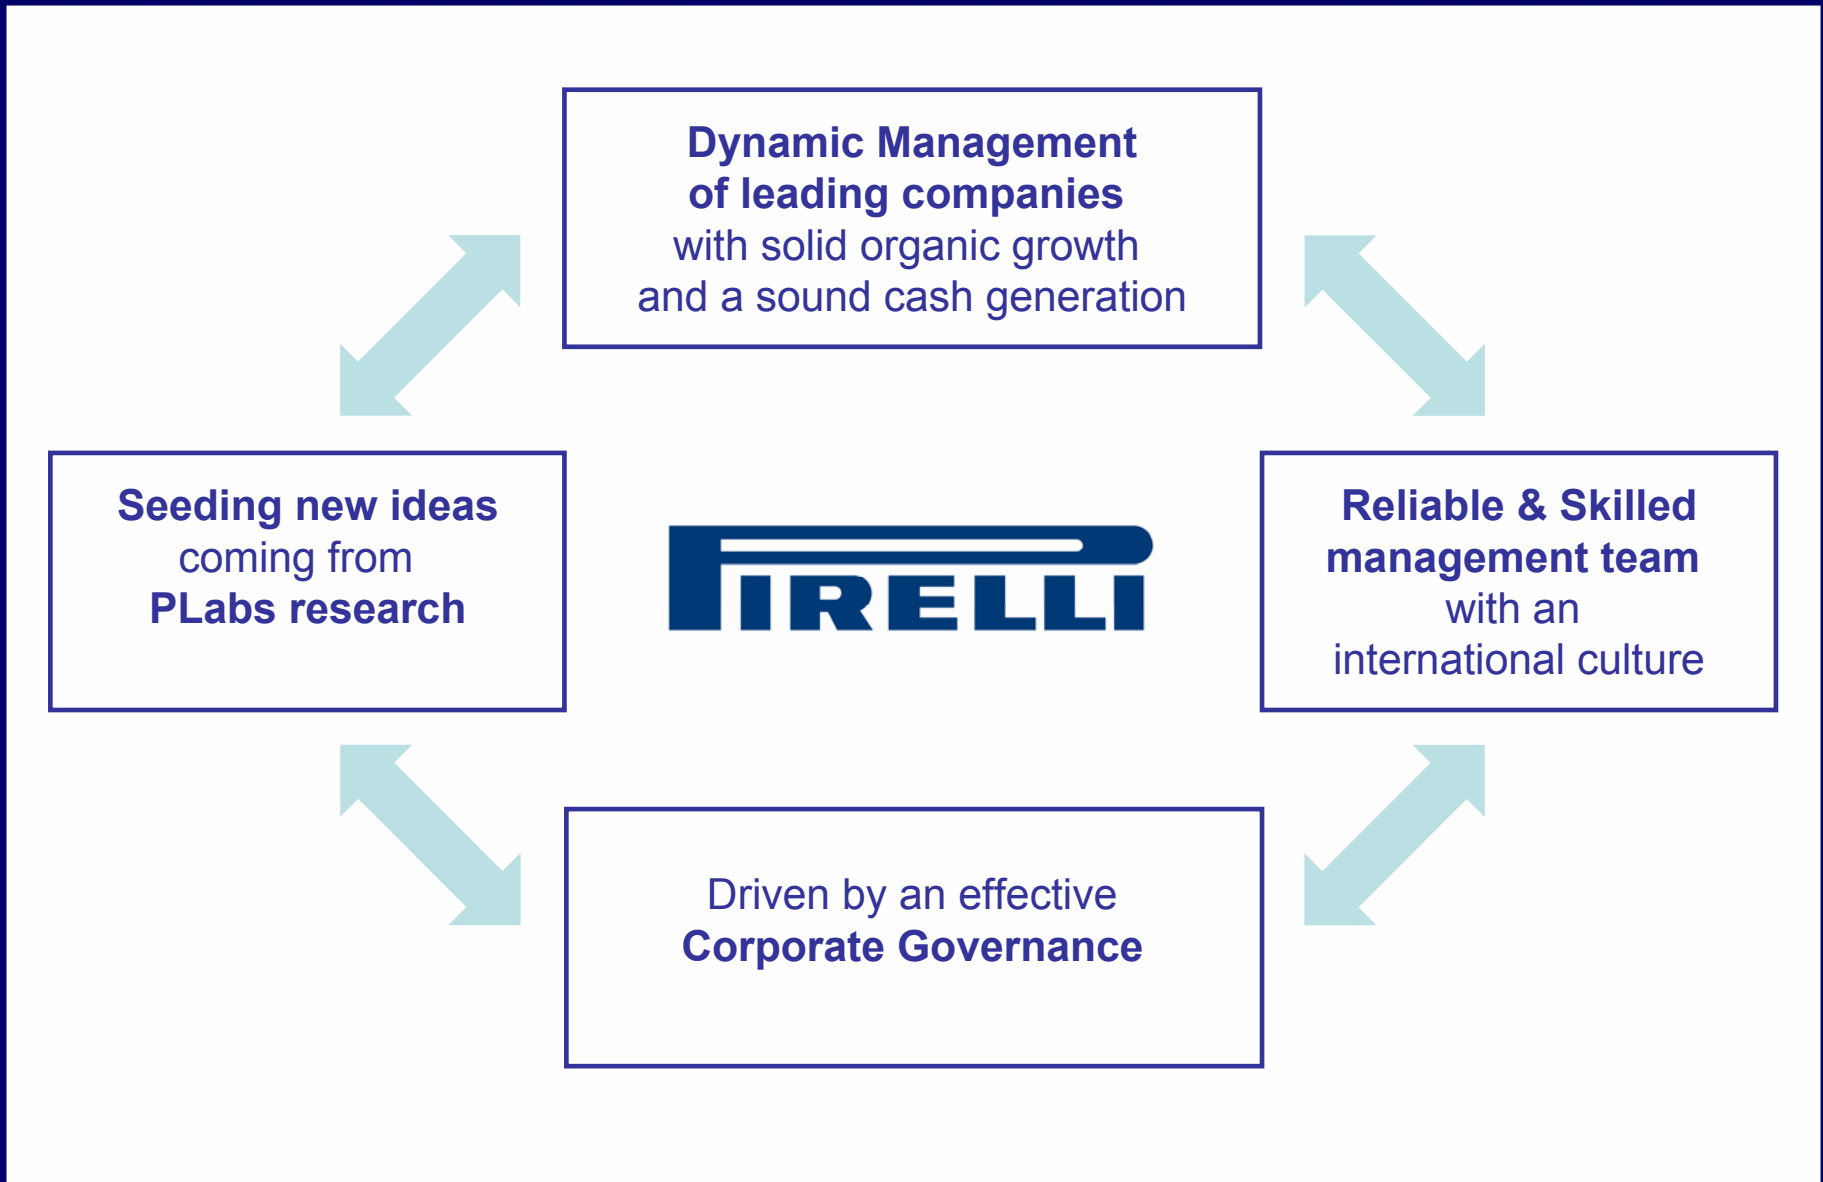 Dynamic Management
of leading companies
with solid organic growth
and a sound cash generation
Seeding new ideas
coming from
PLabs research
PIRELLI
Reliable & Skilled
management team
with an
international culture
Driven by an effective
Corporate Governance